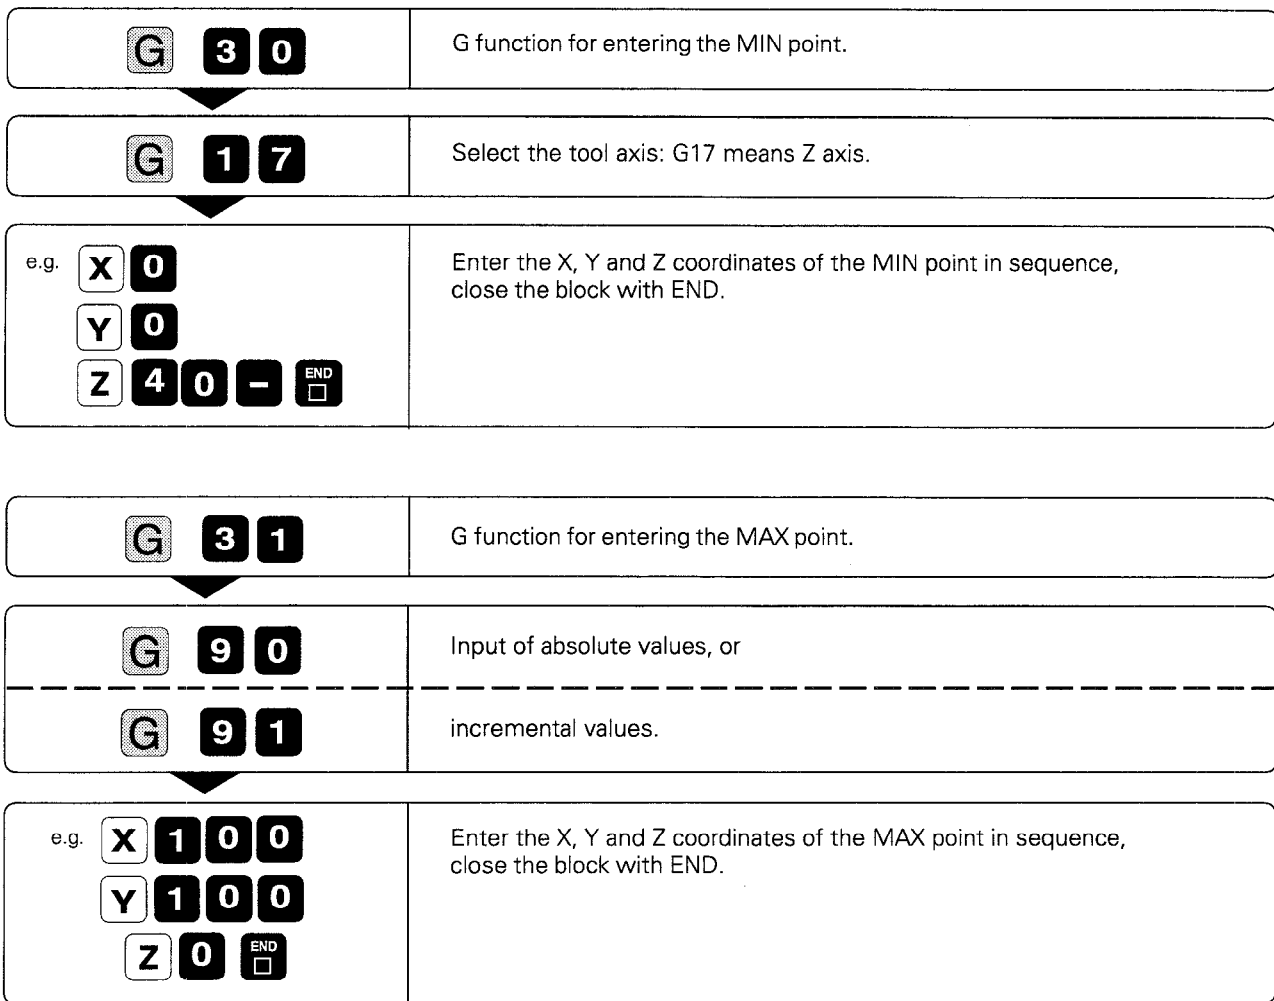 G 3 0 G function for entering the MIN point.
G 1 7 Select the tool axis: G17 means Z axis.
e.g. X 0 Enter the X, Y and Z coordinates of the MIN point in sequence,
close the block with END.
Y 0
Z 4 0 – END
G 3 1 G function for entering the MAX point.
G 9 0 Input of absolute values, or
G 9 1 incremental values.
e.g. X 1 0 0 Enter the X, Y and Z coordinates of the MAX point in sequence,
close the block with END.
Y 1 0 0
Z 0 END